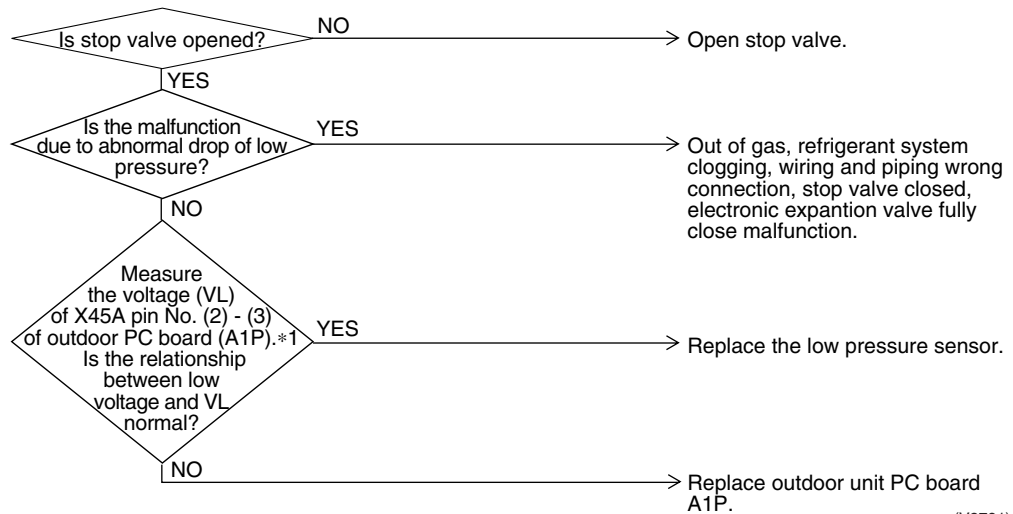 Is stop valve opened?
NO
Open stop valve.
YES
Is the malfunction
due to abnormal drop of low
pressure?
YES
Out of gas, refrigerant system
clogging, wiring and piping wrong
connection, stop valve closed,
electronic expantion valve fully
close malfunction.
NO
Measure
the voltage (VL)
of X45A pin No. (2) - (3)
of outdoor PC board (A1P).*1
Is the relationship
between low
voltage and VL
normal?
YES
Replace the low pressure sensor.
NO
Replace outdoor unit PC board
A1P.